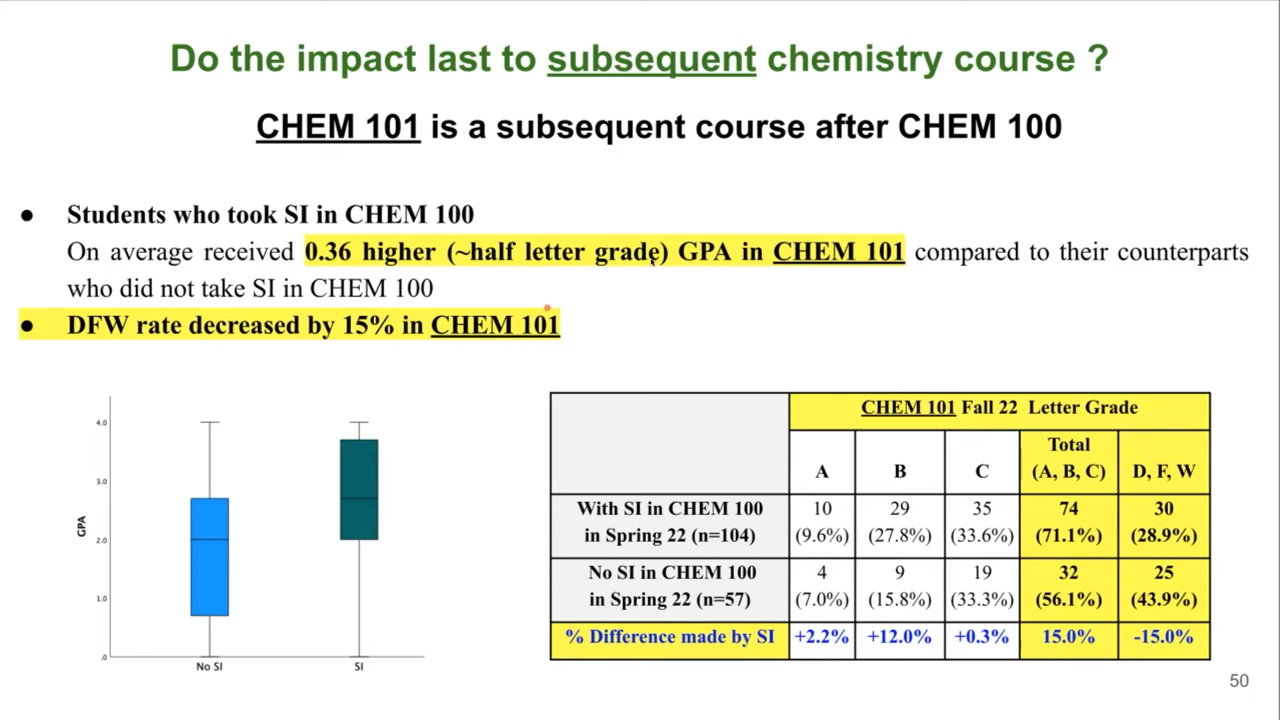 Do the impact last to subsequent chemistry course ?
CHEM 101 is a subsequent course after CHEM 100
● Students who took SI in CHEM 100
On average received 0.36 higher (~half letter grade) GPA in CHEM 101 compared to their counterparts
who did not take SI in CHEM 100
● DFW rate decreased by 15% in CHEM 101
4.0
3.0
2.0
1.0
.0
GPA
No SI SI
CHEM 101 Fall 22 Letter Grade
A B C Total (A, B, C) D, F, W
With SI in CHEM 100 10 29 35 74 30
in Spring 22 (n=104) (9.6%) (27.8%) (33.6%) (71.1%) (28.9%)
No SI in CHEM 100 4 9 19 32 25
in Spring 22 (n=57) (7.0%) (15.8%) (33.3%) (56.1%) (43.9%)
% Difference made by SI +2.2% +12.0% +0.3% 15.0% -15.0%
50